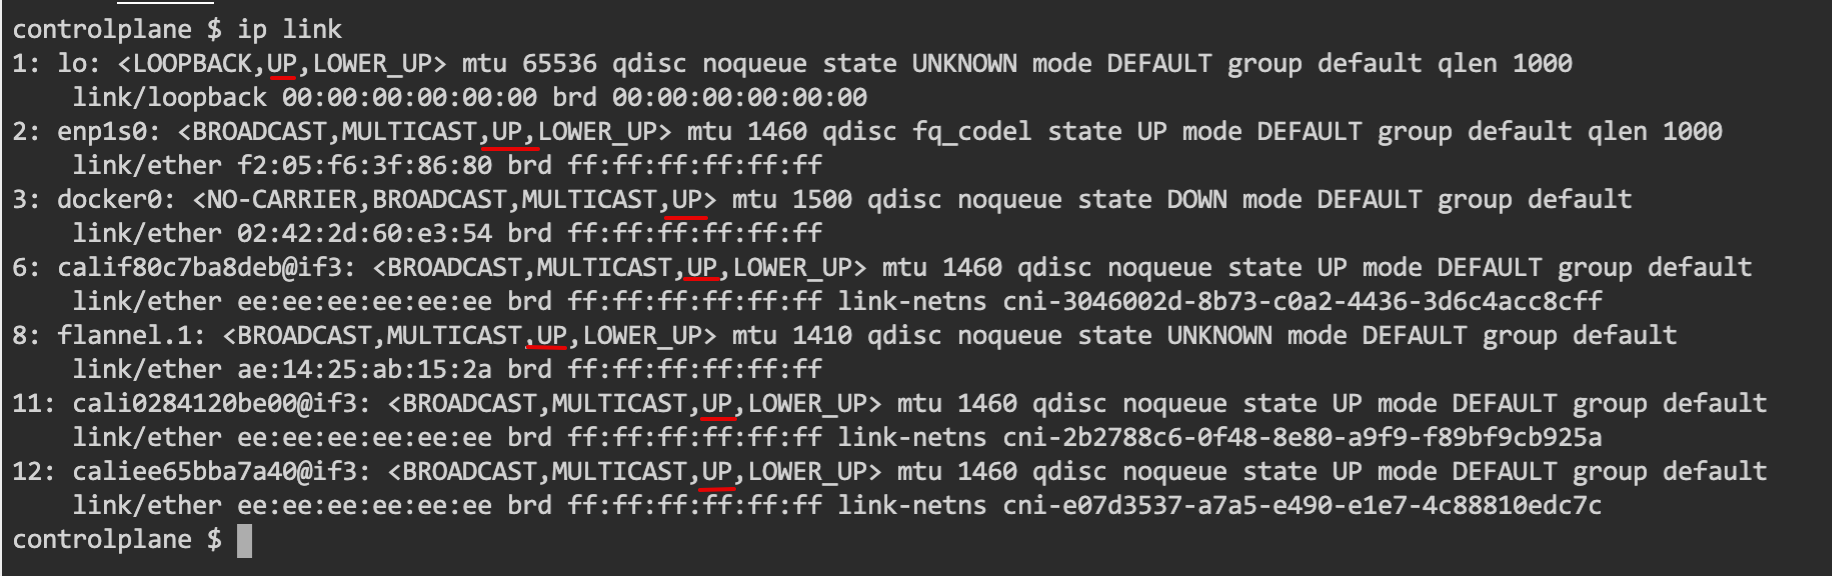 controlplane $ ip link
1: lo: <LOOPBACK,UP,LOWER_UP> mtu 65536 qdisc noqueue state UNKNOWN mode DEFAULT group default qlen 1000
    link/loopback 00:00:00:00:00:00 brd 00:00:00:00:00:00
2: enp1s0: <BROADCAST,MULTICAST,UP,LOWER_UP> mtu 1460 qdisc fq_codel state UP mode DEFAULT group default qlen 1000
    link/ether f2:05:f6:3f:86:80 brd ff:ff:ff:ff:ff:ff
3: docker0: <NO-CARRIER,BROADCAST,MULTICAST,UP> mtu 1500 qdisc noqueue state DOWN mode DEFAULT group default
    link/ether 02:42:2d:60:e3:54 brd ff:ff:ff:ff:ff:ff
6: calif80c7ba8deb@if3: <BROADCAST,MULTICAST,UP,LOWER_UP> mtu 1460 qdisc noqueue state UP mode DEFAULT group default
    link/ether ee:ee:ee:ee:ee:ee brd ff:ff:ff:ff:ff:ff link-netns cni-3046002d-8b73-c0a2-4436-3d6c4acc8cff
8: flannel.1: <BROADCAST,MULTICAST,UP,LOWER_UP> mtu 1410 qdisc noqueue state UNKNOWN mode DEFAULT group default
    link/ether ae:14:25:ab:15:2a brd ff:ff:ff:ff:ff:ff
11: cali0284120be00@if3: <BROADCAST,MULTICAST,UP,LOWER_UP> mtu 1460 qdisc noqueue state UP mode DEFAULT group default
    link/ether ee:ee:ee:ee:ee:ee brd ff:ff:ff:ff:ff:ff link-netns cni-2b2788c6-0f48-8e80-a9f9-f89bf9cb925a
12: caliee65bba7a40@if3: <BROADCAST,MULTICAST,UP,LOWER_UP> mtu 1460 qdisc noqueue state UP mode DEFAULT group default
    link/ether ee:ee:ee:ee:ee:ee brd ff:ff:ff:ff:ff:ff link-netns cni-e07d3537-a7a5-e490-e1e7-4c88810edc7c
controlplane $